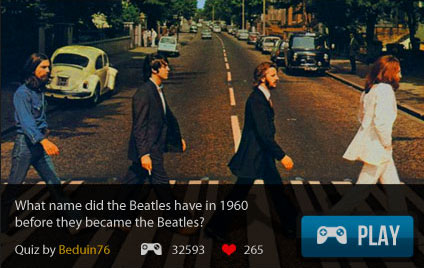 What name did the Beatles have in 1960
before they became the Beatles?
Quiz by Beduin76 32593 265
PLAY